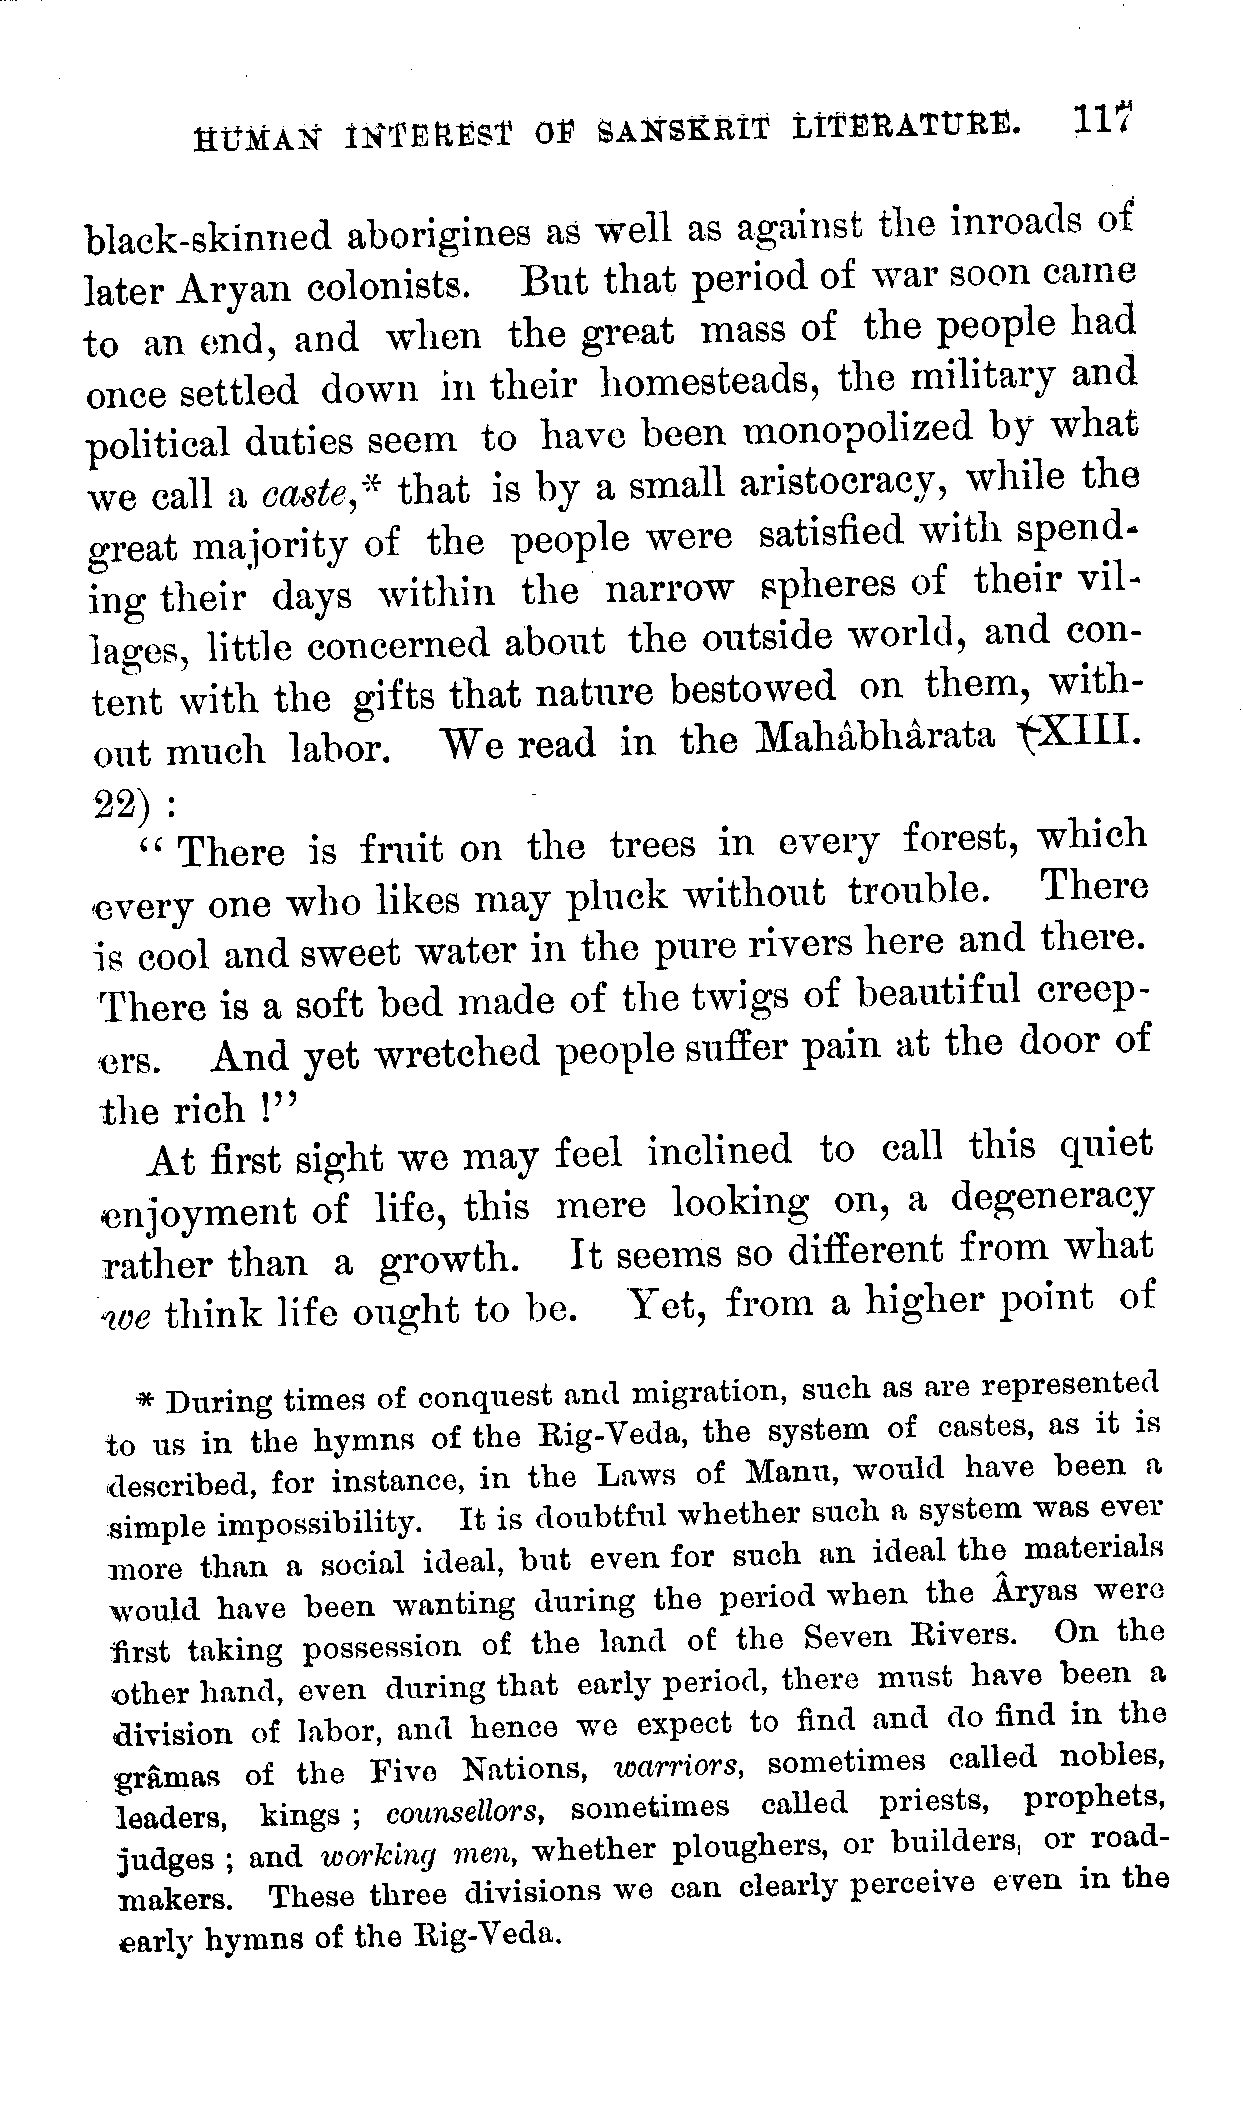 HUMAN INTEREST OF SANSKRIT LITERATURE. 117
black-skinned aborigines as well as against the inroads of
later Aryan colonists. But that period of war soon came
to an end, and when the great mass of the people had
once settled down in their homesteads, the military and
political duties seem to have been monopolized by what
we call a caste,* that is by a small aristocracy, while the
great majority of the people were satisfied with spend-
ing their days within the narrow spheres of their vil-
lages, little concerned about the outside world, and con-
tent with the gifts that nature bestowed on them, with-
out much labor. We read in the Mahâbhârata (XIII.
22) :
“ There is fruit on the trees in every forest, which
every one who likes may pluck without trouble. There
is cool and sweet water in the pure rivers here and there.
There is a soft bed made of the twigs of beautiful creep-
ers. And yet wretched people suffer pain at the door of
the rich !”
At first sight we may feel inclined to call this quiet
enjoyment of life, this mere looking on, a degeneracy
rather than a growth. It seems so different from what
we think life ought to be. Yet, from a higher point of
* During times of conquest and migration, such as are represented
to us in the hymns of the Rig-Veda, the system of castes, as it is
described, for instance, in the Laws of Manu, would have been a
simple impossibility. It is doubtful whether such a system was ever
more than a social ideal, but even for such an ideal the materials
would have been wanting during the period when the Âryas were
first taking possession of the land of the Seven Rivers. On the
other hand, even during that early period, there must have been a
division of labor, and hence we expect to find and do find in the
grâmas of the Five Nations, warriors, sometimes called nobles,
leaders, kings ; counsellors, sometimes called priests, prophets,
judges ; and working men, whether ploughers, or builders, or road-
makers. These three divisions we can clearly perceive even in the
early hymns of the Rig-Veda.